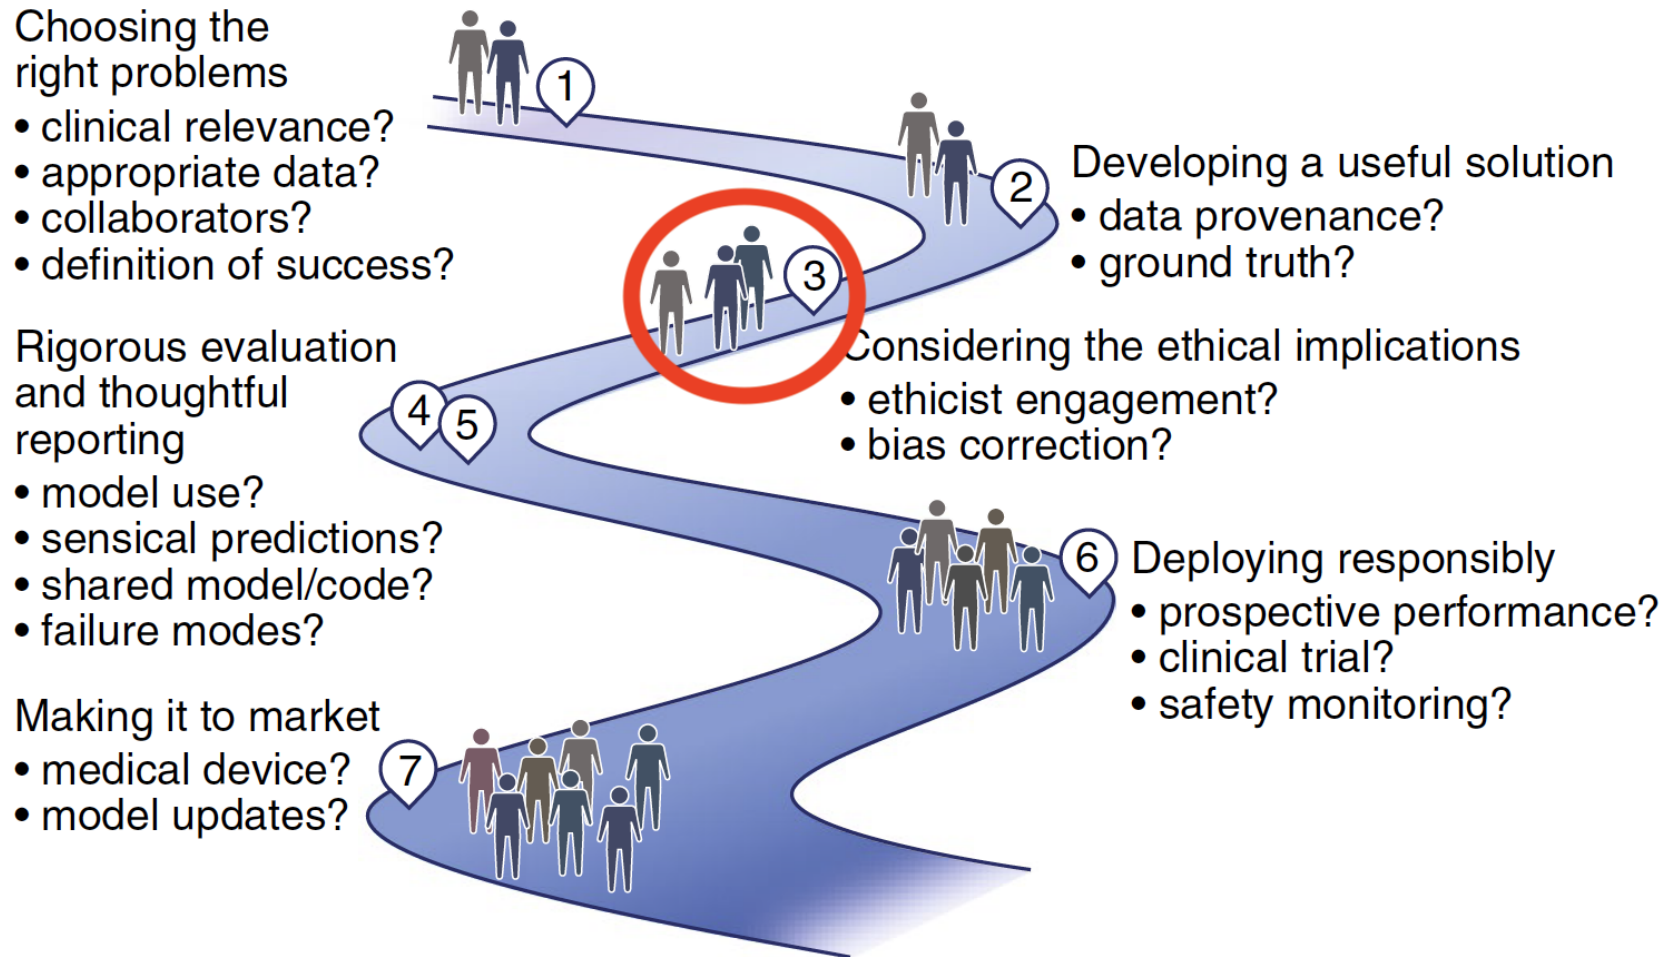 Choosing the
right problems
• clinical relevance?
• appropriate data?
• collaborators?
• definition of success?
1
2
Developing a useful solution
• data provenance?
• ground truth?
3
Considering the ethical implications
• ethicist engagement?
• bias correction?
Rigorous evaluation
and thoughtful
reporting
• model use?
• sensical predictions?
• shared model/code?
• failure modes?
4
5
6
Deploying responsibly
• prospective performance?
• clinical trial?
• safety monitoring?
Making it to market
• medical device?
• model updates?
7